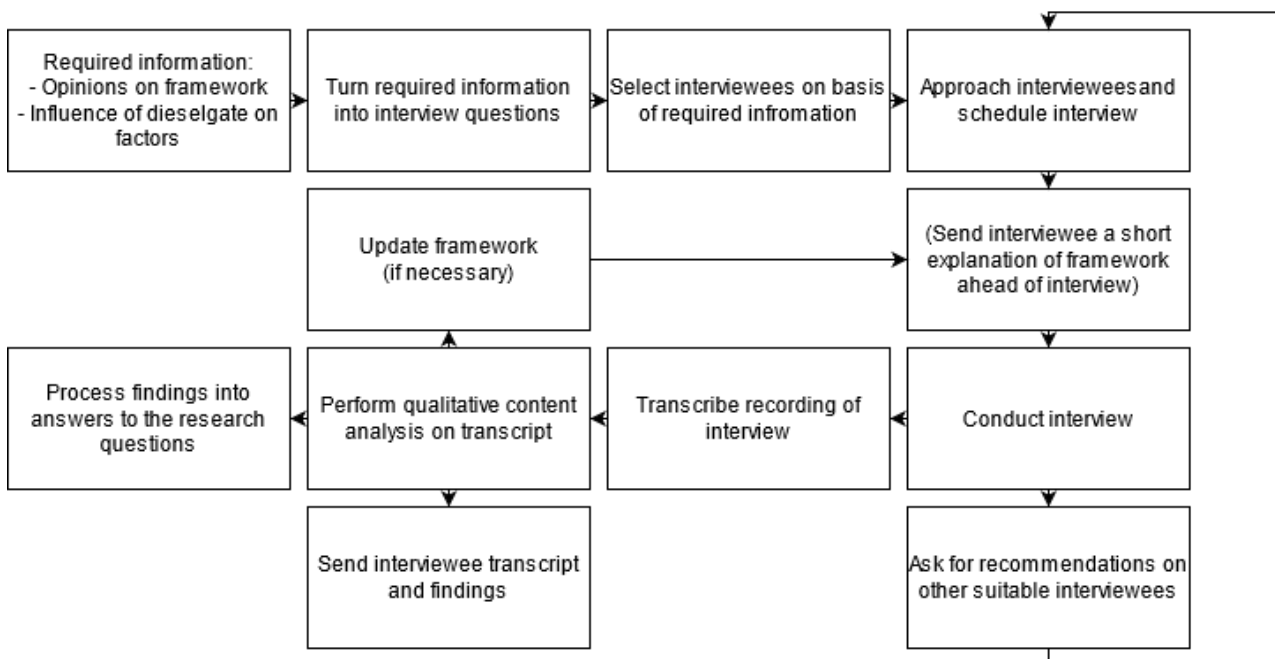 Required information:
- Opinions on framework
- Influence of dieselgate on
factors
Turn required information
into interview questions
Select interviewees on basis
of required infromation
Approach interviewees and
schedule interview
Update framework
(if necessary)
(Send interviewee a short
explanation of framework
ahead of interview)
Process findings into
answers to the research
questions
Perform qualitative content
analysis on transcript
Transcribe recording of
interview
Conduct interview
Send interviewee transcript
and findings
Ask for recommendations on
other suitable interviewees